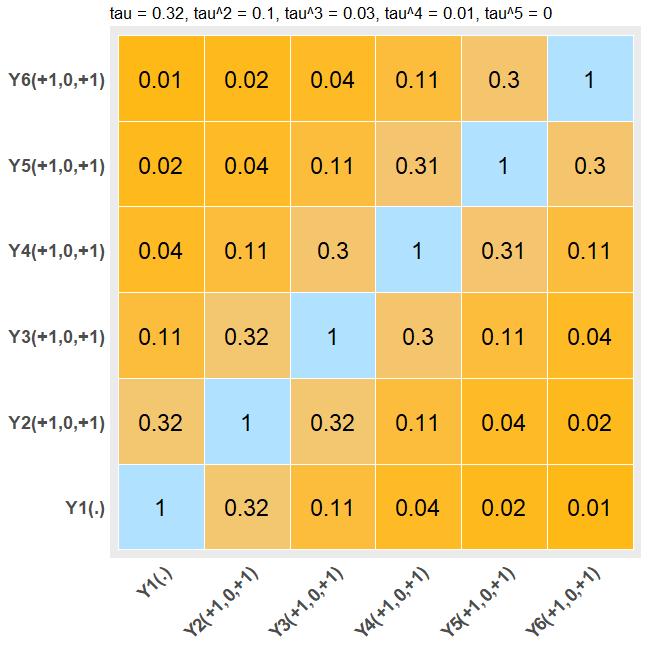 tau = 0.32, tau^2 = 0.1, tau^3 = 0.03, tau^4 = 0.01, tau^5 = 0
Y6(+1,0,+1) 0.01 0.02 0.04 0.11 0.3 1
Y5(+1,0,+1) 0.02 0.04 0.11 0.31 1 0.3
Y4(+1,0,+1) 0.04 0.11 0.3 1 0.31 0.11
Y3(+1,0,+1) 0.11 0.32 1 0.3 0.11 0.04
Y2(+1,0,+1) 0.32 1 0.32 0.11 0.04 0.02
Y1(.) 1 0.32 0.11 0.04 0.02 0.01
Y1(.) Y2(+1,0,+1) Y3(+1,0,+1) Y4(+1,0,+1) Y5(+1,0,+1) Y6(+1,0,+1)